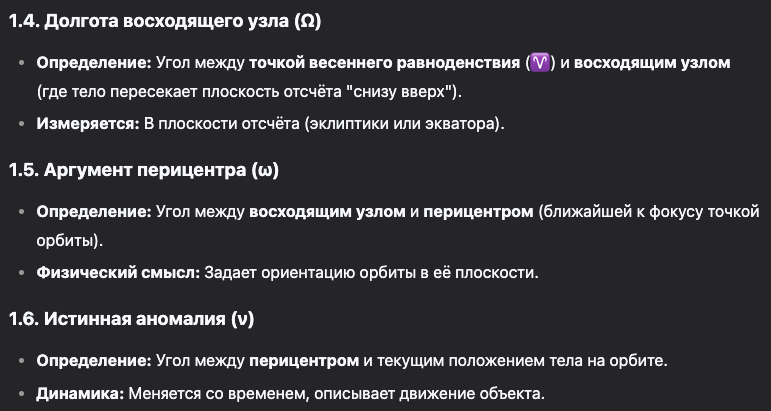 1.4. Долгота восходящего узла (Ω)
• Определение: Угол между точкой весеннего равноденствия (♈) и восходящим узлом
(где тело пересекает плоскость отсчёта "снизу вверх").
• Измеряется: В плоскости отсчёта (эклиптики или экватора).
1.5. Аргумент перицентра (ω)
• Определение: Угол между восходящим узлом и перицентром (ближайшей к фокусу точкой
орбиты).
• Физический смысл: Задает ориентацию орбиты в её плоскости.
1.6. Истинная аномалия (ν)
• Определение: Угол между перицентром и текущим положением тела на орбите.
• Динамика: Меняется со временем, описывает движение объекта.